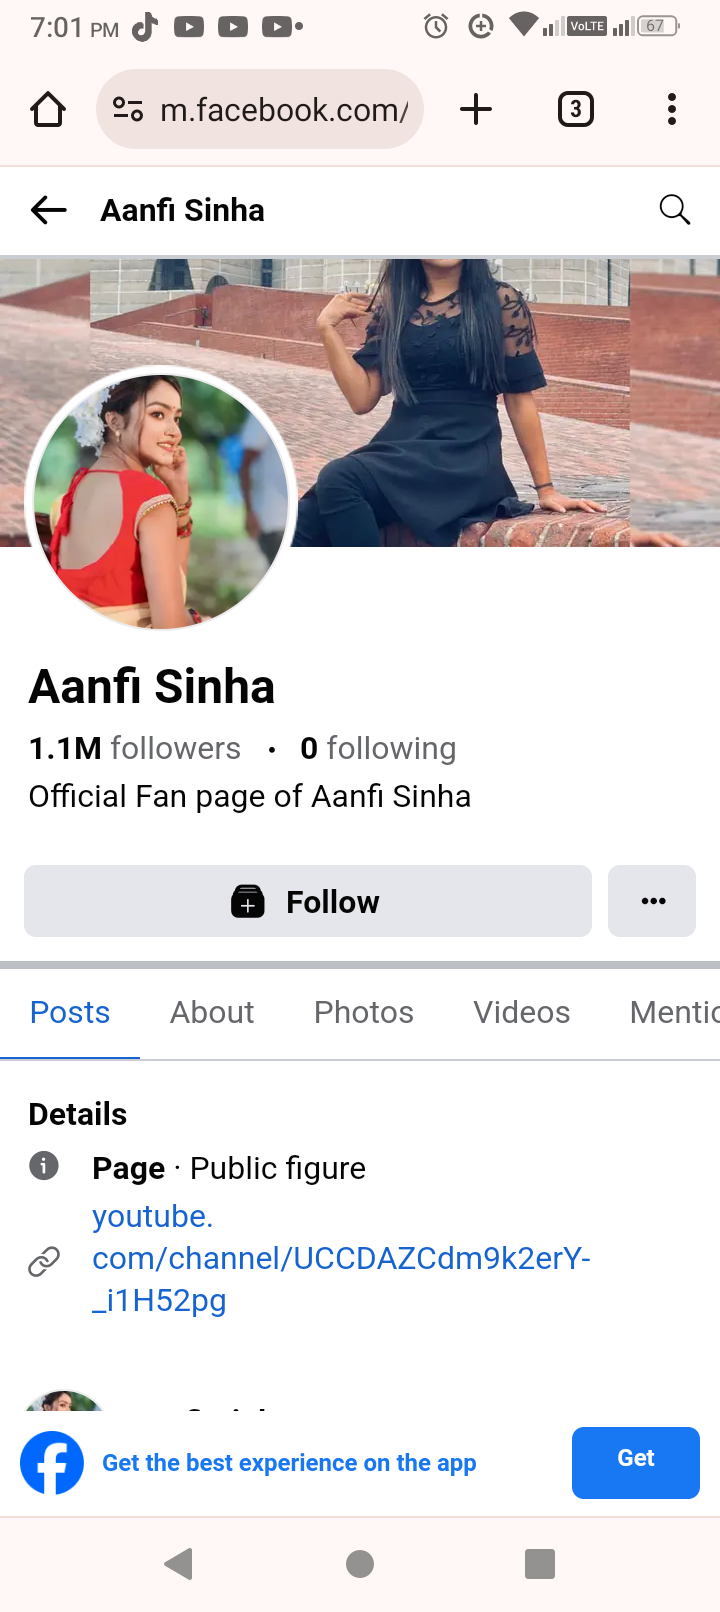 7:01 PM
VoLTE
67
m.facebook.com/
3
Aanfi Sinha
Aanfi Sinha
1.1M followers • 0 following
Official Fan page of Aanfi Sinha
Follow
Posts About Photos Videos
Details
Page · Public figure
youtube.
com/channel/UCCDAZCdm9k2erY-
_i1H52pg
Get the best experience on the app
Get